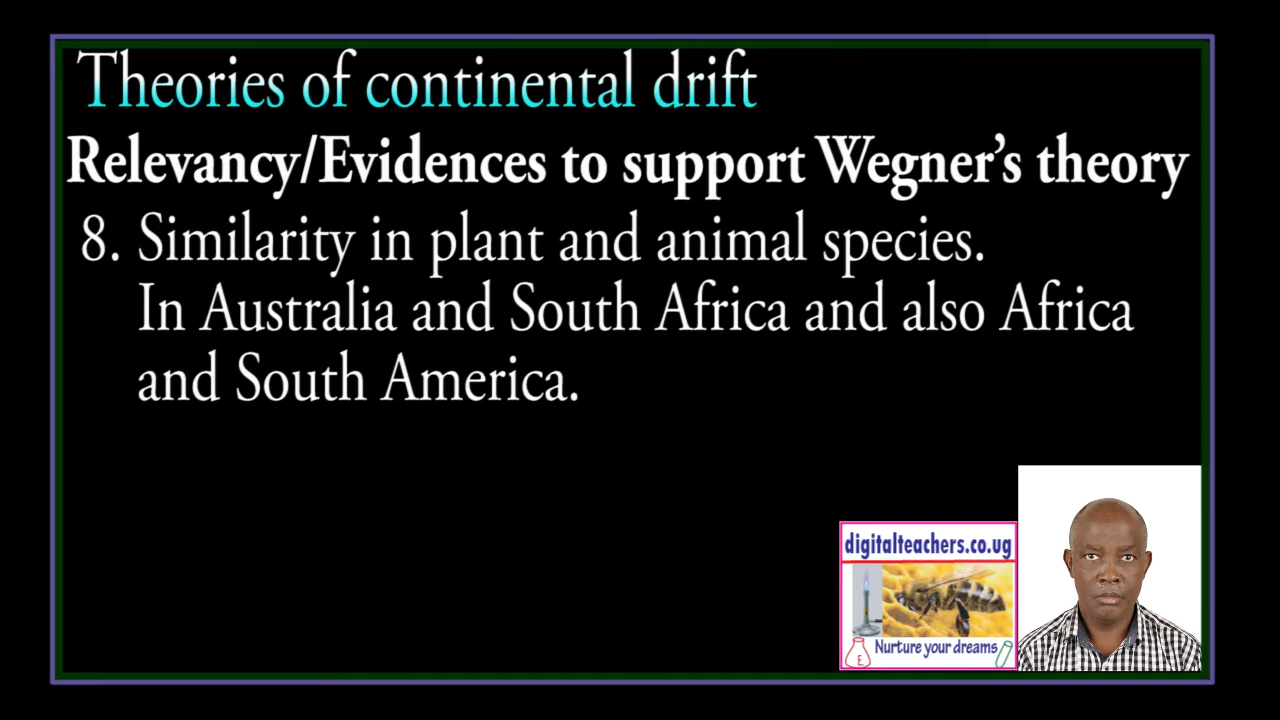 Theories of continental drift
Relevancy/Evidences to support Wegner's theory
8. Similarity in plant and animal species.
In Australia and South Africa and also Africa
and South America.
digitalteachers.co.ug
Nurture your dreams
E